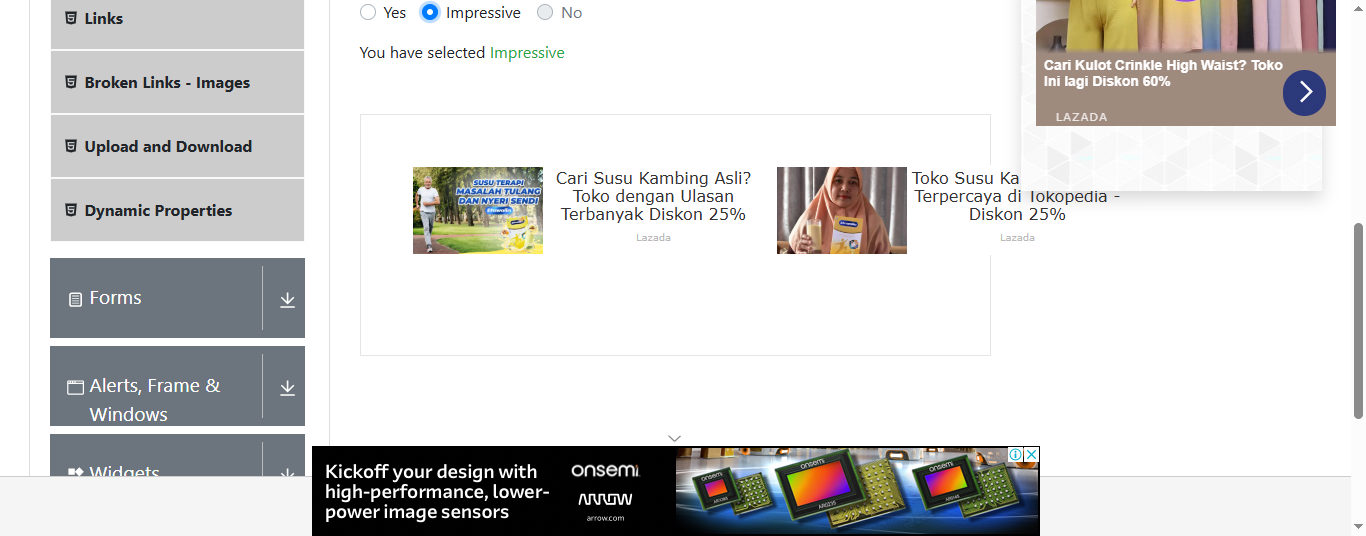 Links
Broken Links - Images
Upload and Download
Dynamic Properties
Forms
Alerts, Frame &
Windows
Widgets
Yes Impressive No
You have selected Impressive
SUSU TERAPI
MASALAH TULANG
DAN NYERI SENDI
Cari Susu Kambing Asli?
Toko dengan Ulasan
Terbanyak Diskon 25%
Lazada
Toko Susu Ka
Terpercaya di Tokopedia -
Diskon 25%
Lazada
Cari Kulot Crinkle High Waist? Toko
Ini lagi Diskon 60%
LAZADA
Kickoff your design with
high-performance, lower-
power image sensors
onsemi
ARROW
arrow.com
onsemi
onsemi
onsemi